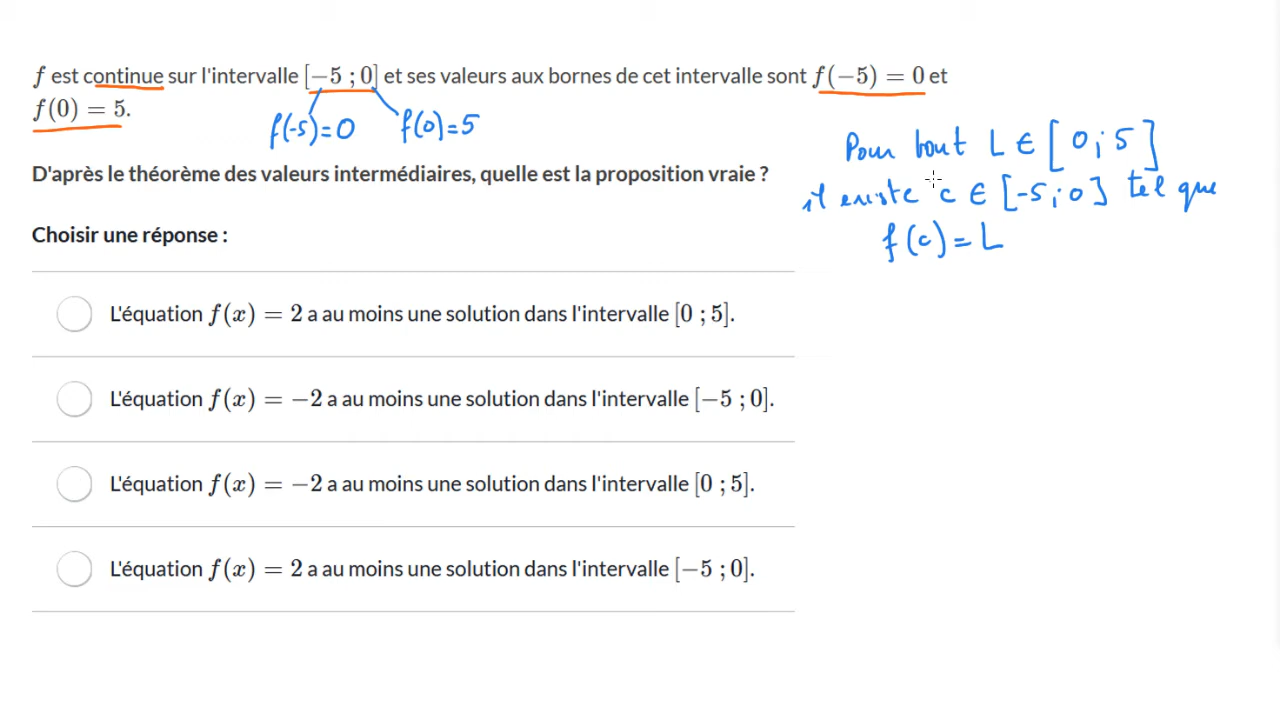 f est continue sur l'intervalle [−5 ; 0] et ses valeurs aux bornes de cet intervalle sont f(−5) = 0 et
f(0) = 5.
f(-5)=0 f(0)=5
Pour tout L ∈ [0 ; 5]
il existe c ∈ [-5 ; 0] tel que
f(c) = L
D'après le théorème des valeurs intermédiaires, quelle est la proposition vraie ?
Choisir une réponse :
L'équation f(x) = 2 a au moins une solution dans l'intervalle [0 ; 5].
L'équation f(x) = −2 a au moins une solution dans l'intervalle [−5 ; 0].
L'équation f(x) = −2 a au moins une solution dans l'intervalle [0 ; 5].
L'équation f(x) = 2 a au moins une solution dans l'intervalle [−5 ; 0].